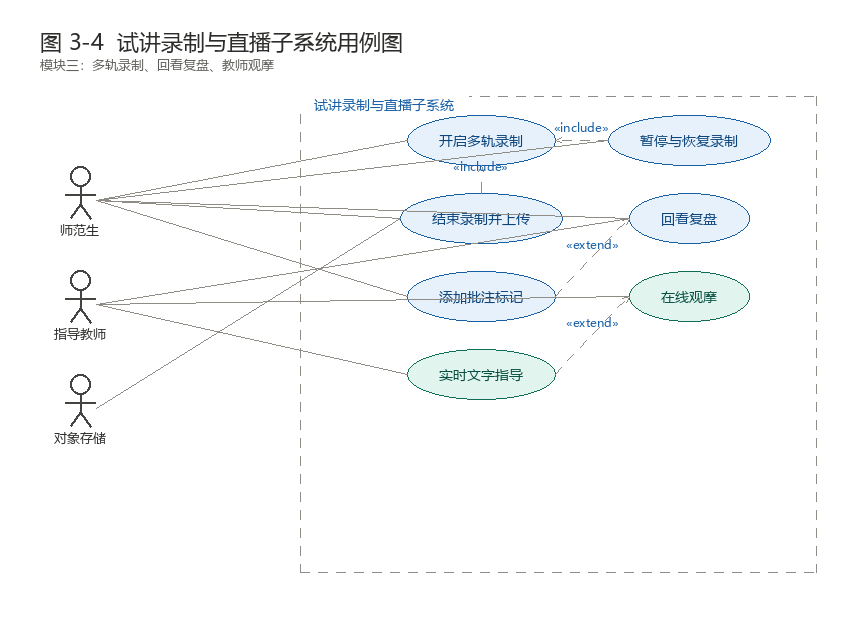 图 3-4 试讲录制与直播子系统用例图
模块三：多轨录制、回看复盘、教师观摩
试讲录制与直播子系统
开启多轨录制
«include»
暂停与恢复录制
«include»
师范生
结束录制并上传
回看复盘
«extend»
指导教师
添加批注标记
在线观摩
«extend»
实时文字指导
对象存储